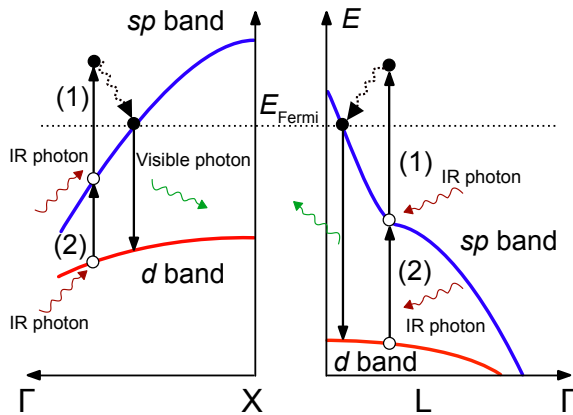 sp band
E
(1)
E_Fermi
IR photon
Visible photon
(1)
IR photon
(2)
sp band
d band
(2)
IR photon
IR photon
d band
Γ
X
L
Γ